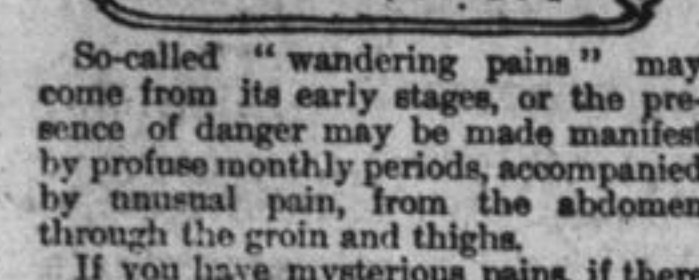 So-called "wandering pains" may
come from its early stages, or the pre
sence of danger may be made manifes
by profuse monthly periods, accompanied
by unusual pain, from the abdomen
through the groin and thighs.
If you have mysterious pains, if ther